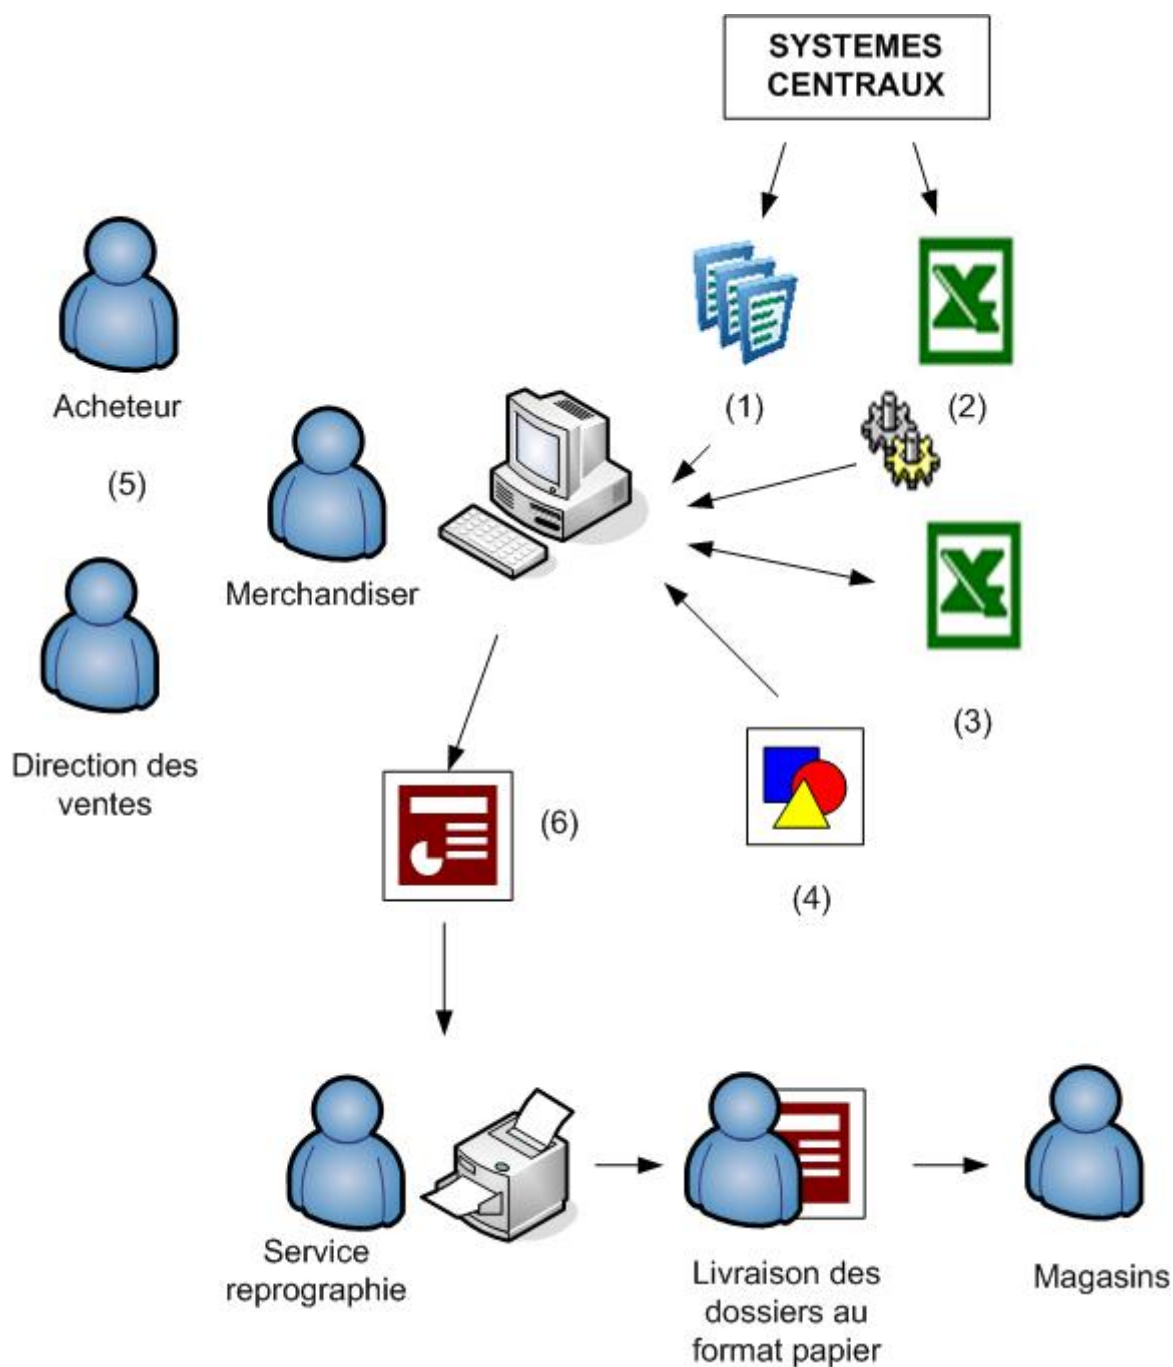 SYSTEMES
CENTRAUX
Acheteur
(1)
(2)
(5)
Merchandiser
(3)
Direction des
ventes
(6)
(4)
Service
reprographie
Livraison des
dossiers au
format papier
Magasins